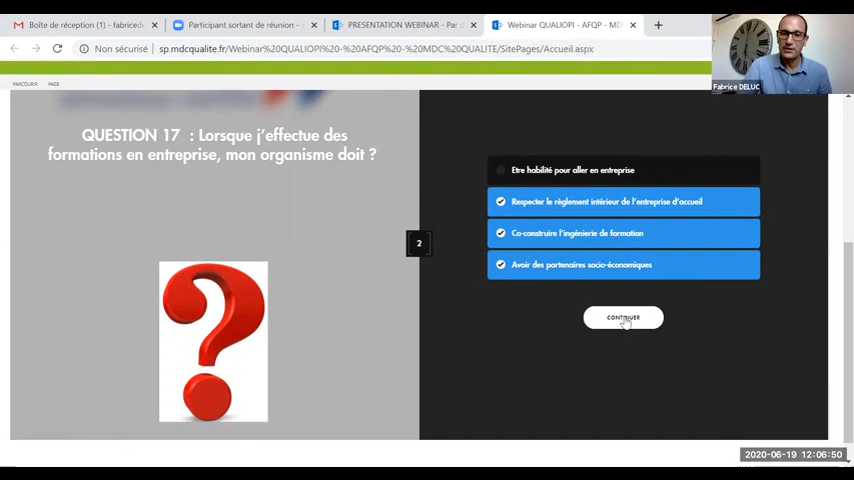 Boîte de réception (1) - fabricede
Participant sortant de réunion -
PRESENTATION WEBINAR - Par d
Webinar QUALIOPI - AFQP - MD
Non sécurisé
sp.mdcqualite.fr/Webinar%20QUALIOPI%20-%20AFQP%20-%20MDC%20QUALITE/SitePages/Accueil.aspx
Fabrice DELUC
PARCOURIR
PAGE
QUESTION 17 : Lorsque j'effectue des
formations en entreprise, mon organisme doit ?
Etre habilité pour aller en entreprise
Respecter le règlement intérieur de l'entreprise d'accueil
Co-construire l'ingénierie de formation
2
Avoir des partenaires socio-économiques
CONTINUER
2020-06-19 12:06:50